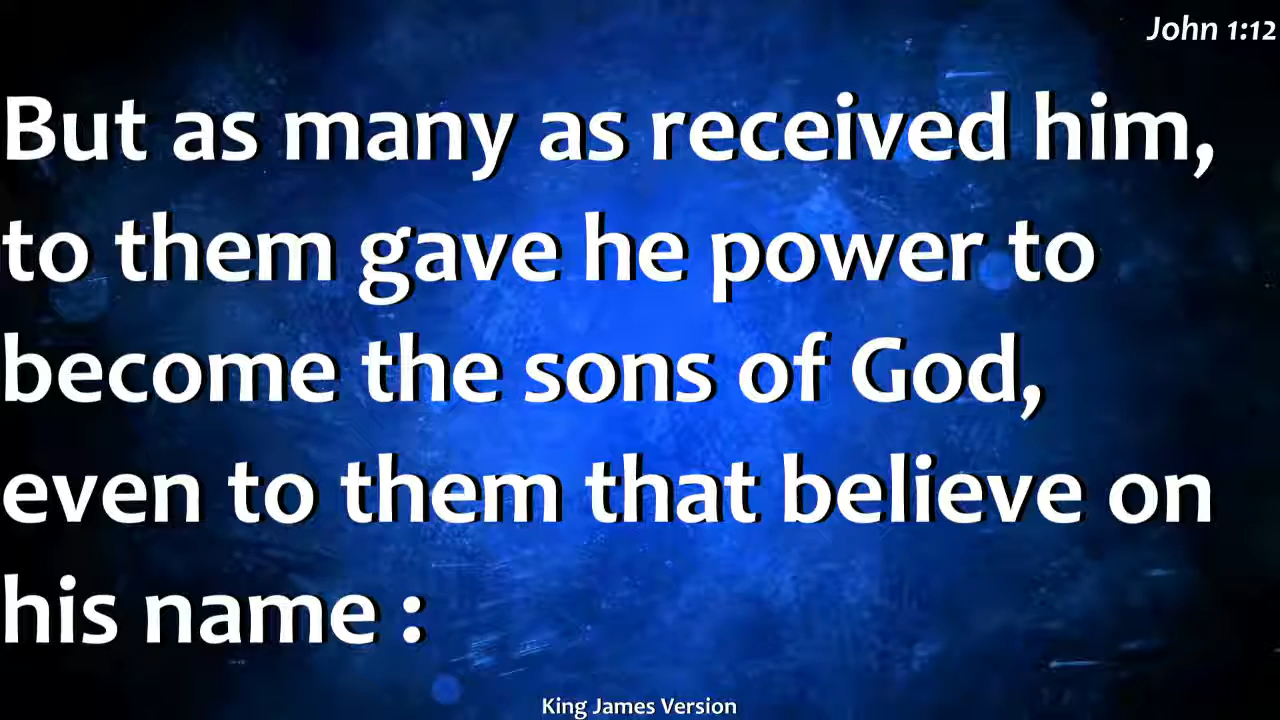 John 1:12
But as many as received him,
to them gave he power to
become the sons of God,
even to them that believe on
his name :
King James Version